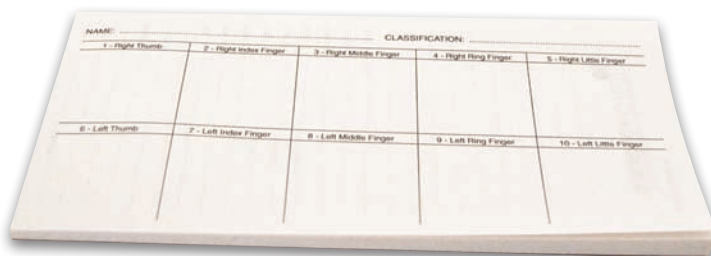 NAME: CLASSIFICATION:
1 - Right Thumb 2 - Right Index Finger 3 - Right Middle Finger 4 - Right Ring Finger 5 - Right Little Finger
6 - Left Thumb 7 - Left Index Finger 8 - Left Middle Finger 9 - Left Ring Finger 10 - Left Little Finger